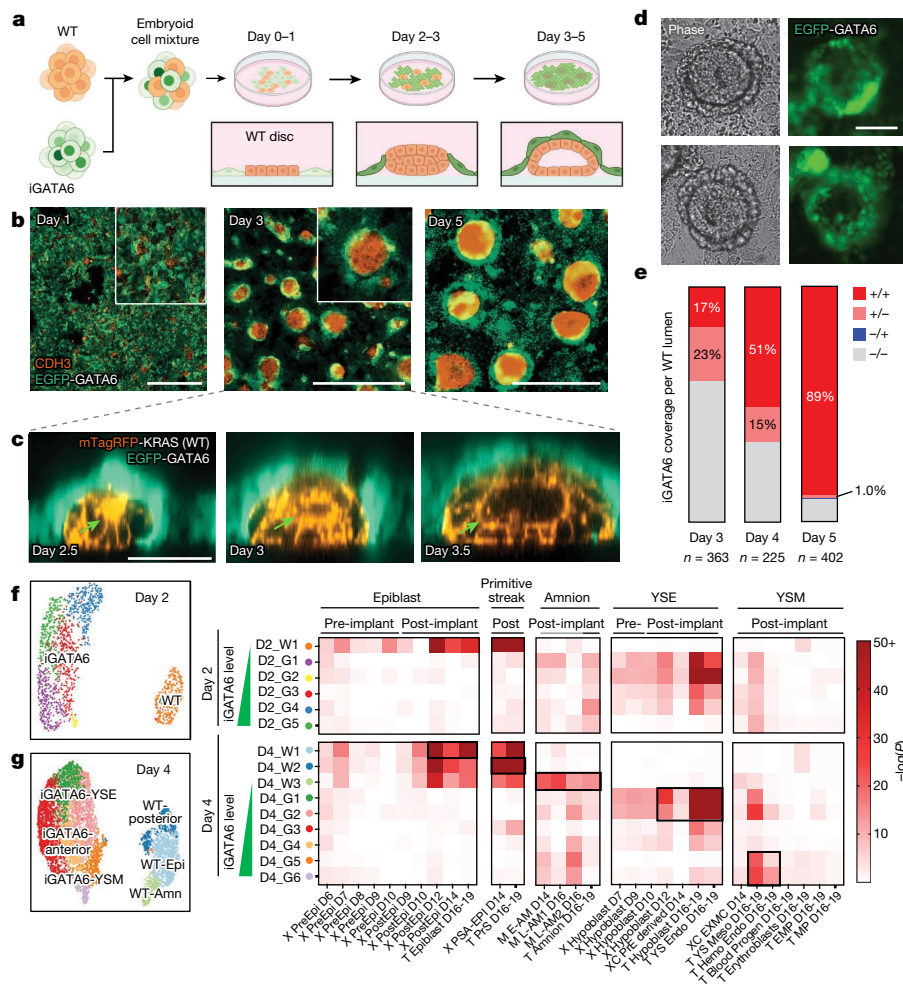 a
WT
iGATA6
Embryoid
cell mixture
Day 0–1
Day 2–3
Day 3–5
WT disc
b
Day 1
CDH3
EGFP-GATA6
Day 3
Day 5
c
mTagRFP-KRAS (WT)
EGFP-GATA6
Day 2.5
Day 3
Day 3.5
d
Phase
EGFP-GATA6
e
iGATA6 coverage per WT lumen
17%
23%
51%
15%
89%
1.0%
+/+
+/–
–/+
–/–
Day 3
n = 363
Day 4
n = 225
Day 5
n = 402
f
Day 2
iGATA6
WT
g
Day 4
iGATA6-YSE
iGATA6-
anterior
iGATA6-YSM
WT-
posterior
WT-Epi
WT-Amn
Epiblast
Pre-implant
Post-implant
Primitive
streak
Post
Amnion
Post-implant
YSE
Pre-
Post-implant
YSM
Post-implant
Day 2
iGATA6 level
D2_W1
D2_G1
D2_G2
D2_G3
D2_G4
D2_G5
Day 4
iGATA6 level
D4_W1
D4_W2
D4_W3
D4_G1
D4_G2
D4_G3
D4_G4
D4_G5
D4_G6
X PreEpi D6
X PreEpi D7
X PreEpi D8
X PreEpi D9
X PreEpi D10
X PostEpi D9
X PostEpi D10
X PostEpi D12
X PostEpi D14
T Epiblast D16–19
X PSA-EPI D14
T PrS D16–19
M E-AM D14
M L-AM1 D16
M L-AM2 D16
T Amnion D16–19
X Hypoblast D7
X Hypoblast D9
X Hypoblast D10
X Hypoblast D12
XC PrE derived D14
T Hypoblast D16–19
T YS Endo D16–19
XC EXMC D14
T YS Meso D16–19
T Hemo Endo D16–19
T Blood Progen D16–19
T Erythroblasts D16–19
T EMP D16–19
T MP D16–19
50+
40
30
20
10
–log(P)